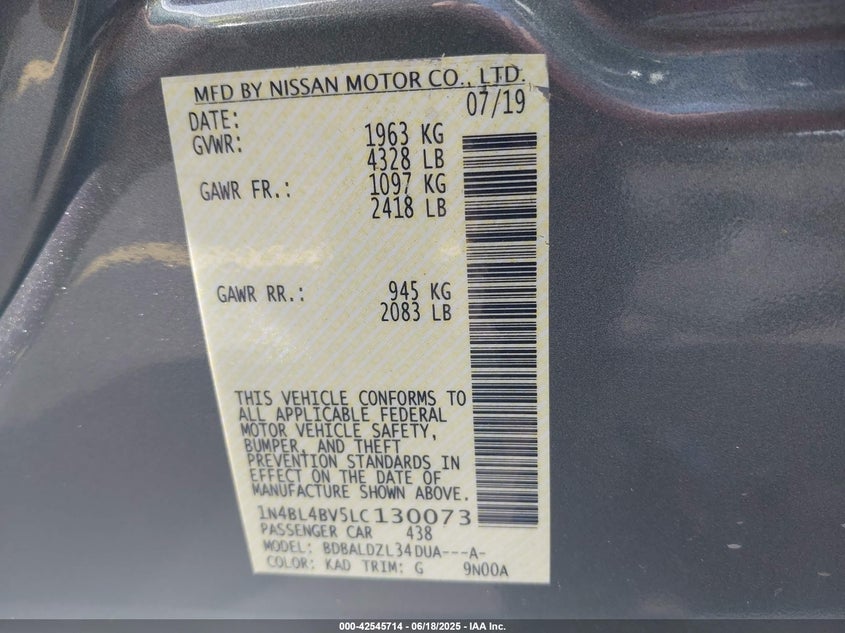 MFD BY NISSAN MOTOR CO., LTD.
DATE: 07/19
GVWR: 1963 KG
4328 LB
GAWR FR.: 1097 KG
2418 LB
GAWR RR.: 945 KG
2083 LB
THIS VEHICLE CONFORMS TO
ALL APPLICABLE FEDERAL
MOTOR VEHICLE SAFETY,
BUMPER, AND THEFT
PREVENTION STANDARDS IN
EFFECT ON THE DATE OF
MANUFACTURE SHOWN ABOVE.
1N4BL4BV5LC130073
PASSENGER CAR 438
MODEL: BDBALDZL34DUA---A-
COLOR: KAD TRIM: G 9N00A
000-42545714 - 06/18/2025 - IAA Inc.